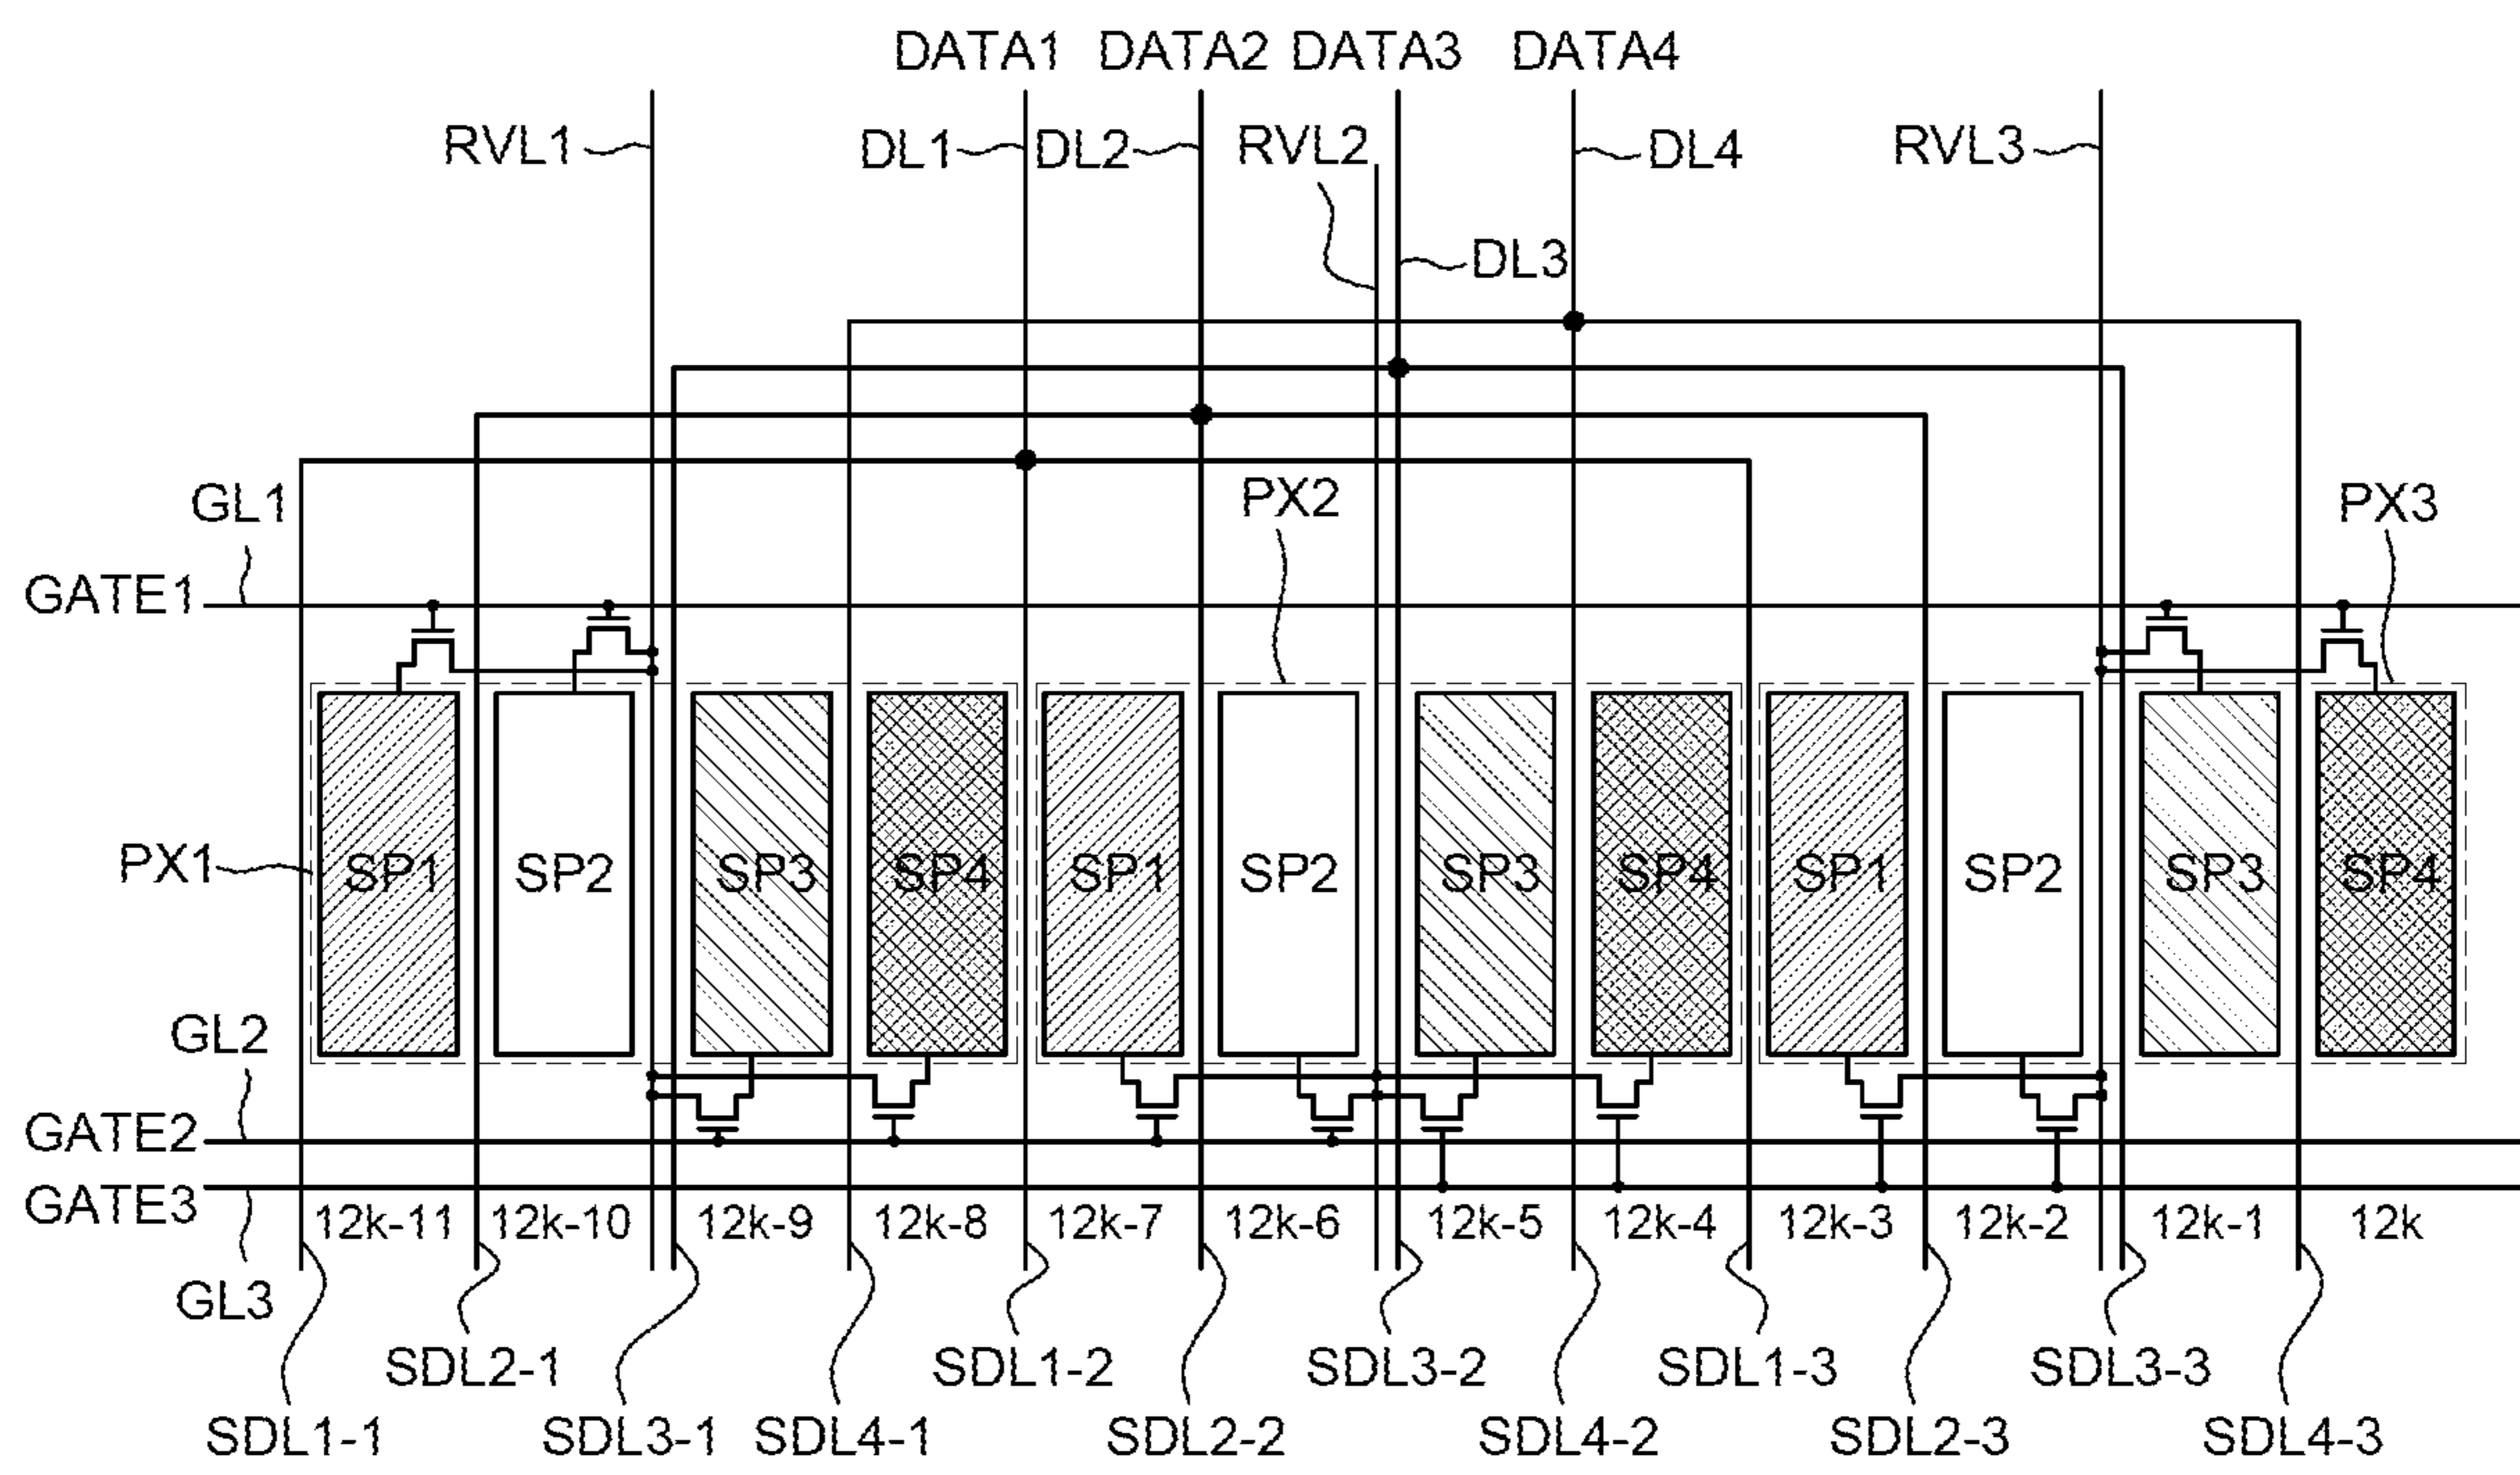 DATA1 DATA2 DATA3 DATA4
RVL1 DL1 DL2 RVL2 DL4 RVL3
DL3
GL1 PX2 PX3
GATE1
PX1 SP1 SP2 SP3 SP4 SP1 SP2 SP3 SP4 SP1 SP2 SP3 SP4
GL2
GATE2
GATE3 12k-11 12k-10 12k-9 12k-8 12k-7 12k-6 12k-5 12k-4 12k-3 12k-2 12k-1 12k
GL3
SDL2-1 SDL1-2 SDL3-2 SDL1-3 SDL3-3
SDL1-1 SDL3-1 SDL4-1 SDL2-2 SDL4-2 SDL2-3 SDL4-3